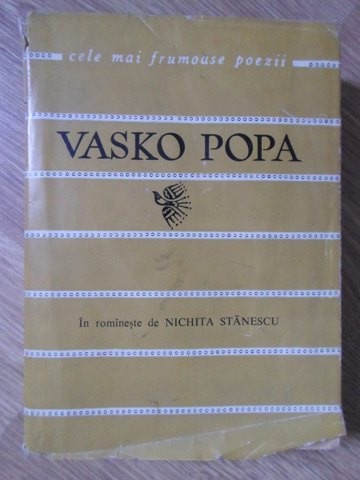 cele mai frumoase poezii
VASKO POPA
În romînește de NICHITA STĂNESCU